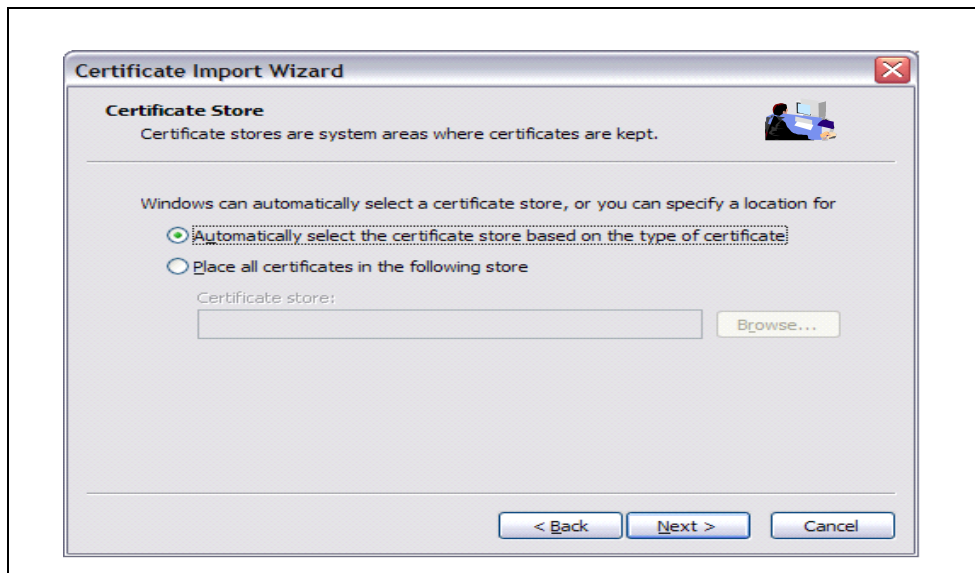 Certificate Import Wizard
Certificate Store
Certificate stores are system areas where certificates are kept.
Windows can automatically select a certificate store, or you can specify a location for
Automatically select the certificate store based on the type of certificate
Place all certificates in the following store
Certificate store:
Browse...
< Back Next > Cancel